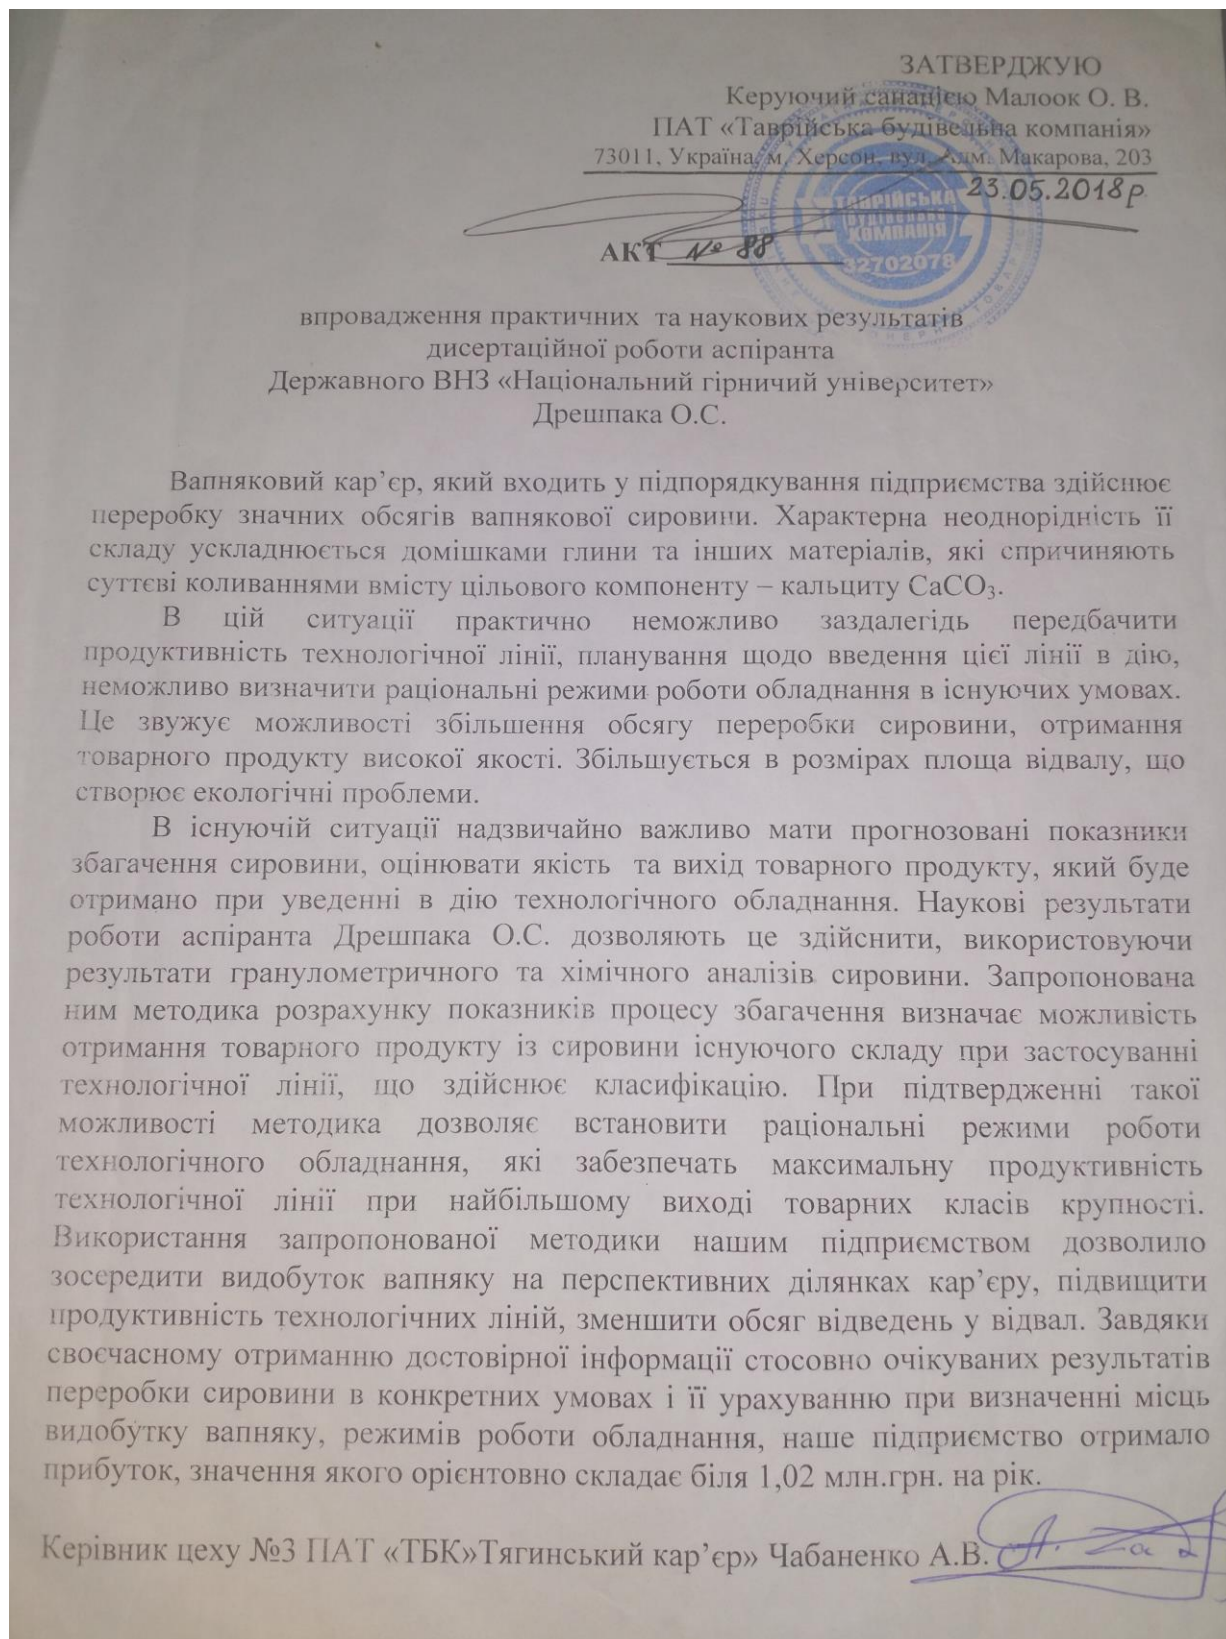 ЗАТВЕРДЖУЮ
Керуючий санацією Малоок О. В.
ПАТ «Таврійська будівельна компанія»
73011, Україна, м. Херсон, вул. Адм. Макарова, 203
23.05.2018р.
ТАВРІЙСЬКА
БУДІВЕЛЬНА
КОМПАНІЯ
32702078
АКТ № 88
впровадження практичних та наукових результатів
дисертаційної роботи аспіранта
Державного ВНЗ «Національний гірничий університет»
Дрешпака О.С.
Вапняковий кар’єр, який входить у підпорядкування підприємства здійснює
переробку значних обсягів вапнякової сировини. Характерна неоднорідність її
складу ускладнюється домішками глини та інших матеріалів, які спричиняють
суттєві коливаннями вмісту цільового компоненту – кальциту CaCO₃.
В цій ситуації практично неможливо заздалегідь передбачити
продуктивність технологічної лінії, планування щодо введення цієї лінії в дію,
неможливо визначити раціональні режими роботи обладнання в існуючих умовах.
Це звужує можливості збільшення обсягу переробки сировини, отримання
товарного продукту високої якості. Збільшується в розмірах площа відвалу, що
створює екологічні проблеми.
В існуючій ситуації надзвичайно важливо мати прогнозовані показники
збагачення сировини, оцінювати якість та вихід товарного продукту, який буде
отримано при уведенні в дію технологічного обладнання. Наукові результати
роботи аспіранта Дрешпака О.С. дозволяють це здійснити, використовуючи
результати гранулометричного та хімічного аналізів сировини. Запропонована
ним методика розрахунку показників процесу збагачення визначає можливість
отримання товарного продукту із сировини існуючого складу при застосуванні
технологічної лінії, що здійснює класифікацію. При підтвердженні такої
можливості методика дозволяє встановити раціональні режими роботи
технологічного обладнання, які забезпечать максимальну продуктивність
технологічної лінії при найбільшому виході товарних класів крупності.
Використання запропонованої методики нашим підприємством дозволило
зосередити видобуток вапняку на перспективних ділянках кар’єру, підвищити
продуктивність технологічних ліній, зменшити обсяг відведень у відвал. Завдяки
своєчасному отриманню достовірної інформації стосовно очікуваних результатів
переробки сировини в конкретних умовах і її урахуванню при визначенні місць
видобутку вапняку, режимів роботи обладнання, наше підприємство отримало
прибуток, значення якого орієнтовно складає біля 1,02 млн.грн. на рік.
Керівник цеху №3 ПАТ «ТБК»Тягинський кар’єр» Чабаненко А.В.